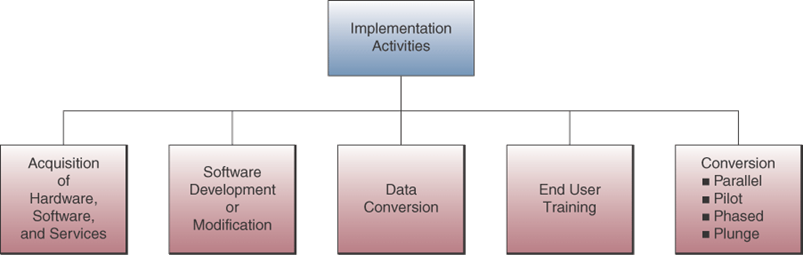 Implementation
Activities
Acquisition
of
Hardware,
Software,
and Services
Software
Development
or
Modification
Data
Conversion
End User
Training
Conversion
■ Parallel
■ Pilot
■ Phased
■ Plunge